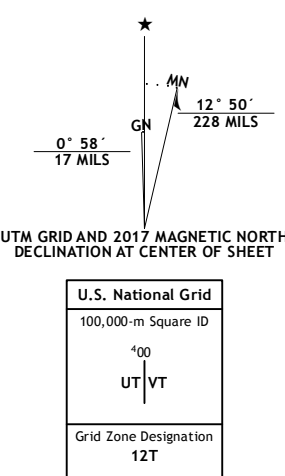 ★
MN
GN
12° 50´
228 MILS
0° 58´
17 MILS
UTM GRID AND 2017 MAGNETIC NORTH
DECLINATION AT CENTER OF SHEET
U.S. National Grid
100,000-m Square ID
⁴00
UT VT
Grid Zone Designation
12T